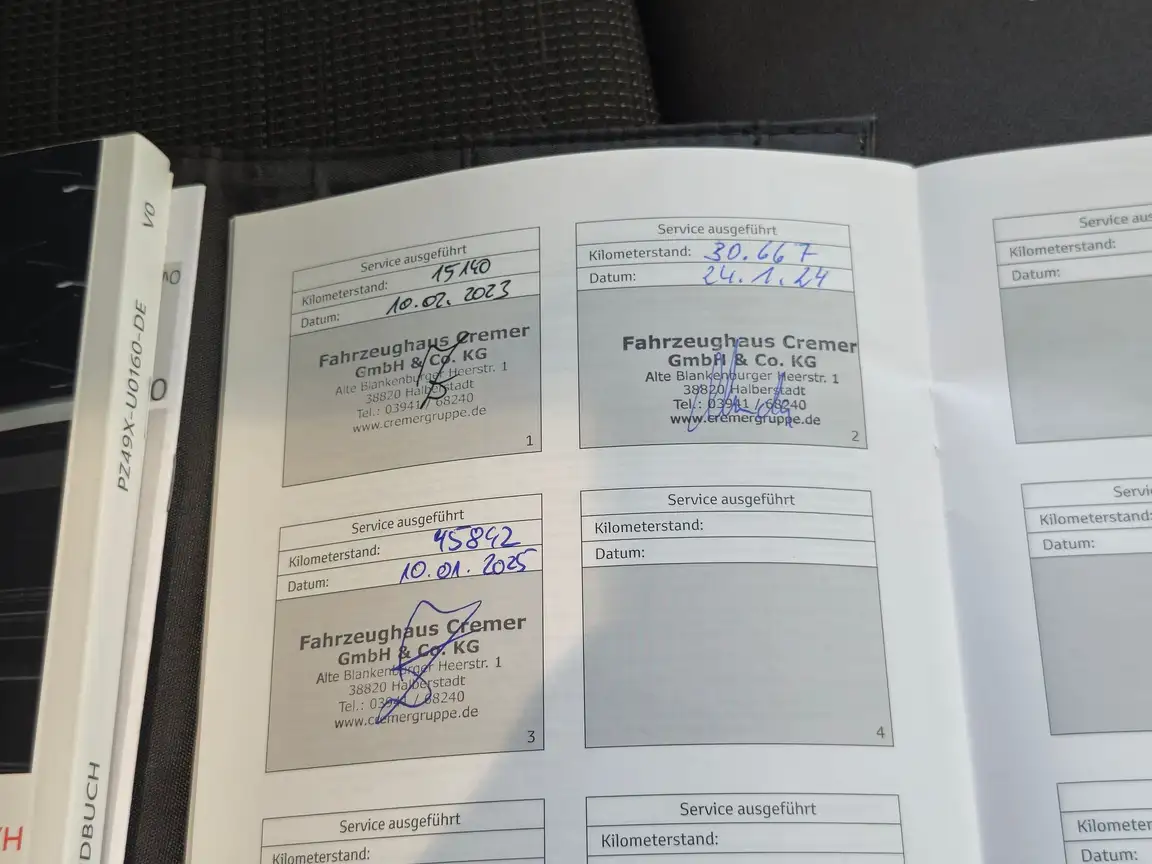 V0
PZ49X-U0160-DE
DBUCH
H
Service ausgeführt
Kilometerstand: 15140
Datum: 10.02.2023
Fahrzeughaus Cremer
GmbH & Co. KG
Alte Blankenburger Heerstr. 1
38820 Halberstadt
Tel.: 03941 / 68240
www.cremergruppe.de
1
Service ausgeführt
Kilometerstand: 30.667
Datum: 24.1.24
Fahrzeughaus Cremer
GmbH & Co. KG
Alte Blankenburger Heerstr. 1
38820 Halberstadt
Tel.: 03941 / 68240
www.cremergruppe.de
2
Service ausgeführt
Kilometerstand: 45842
Datum: 10.01.2025
Fahrzeughaus Cremer
GmbH & Co. KG
Alte Blankenburger Heerstr. 1
38820 Halberstadt
Tel.: 03941 / 68240
www.cremergruppe.de
3
Service ausgeführt
Kilometerstand:
Datum:
4
Service ausgeführt
Kilometerstand:
Service ausgeführt
Kilometerstand:
Service aus
Kilometerstand:
Datum:
Servi
Kilometerstand:
Datum:
Kilometer
Datum: